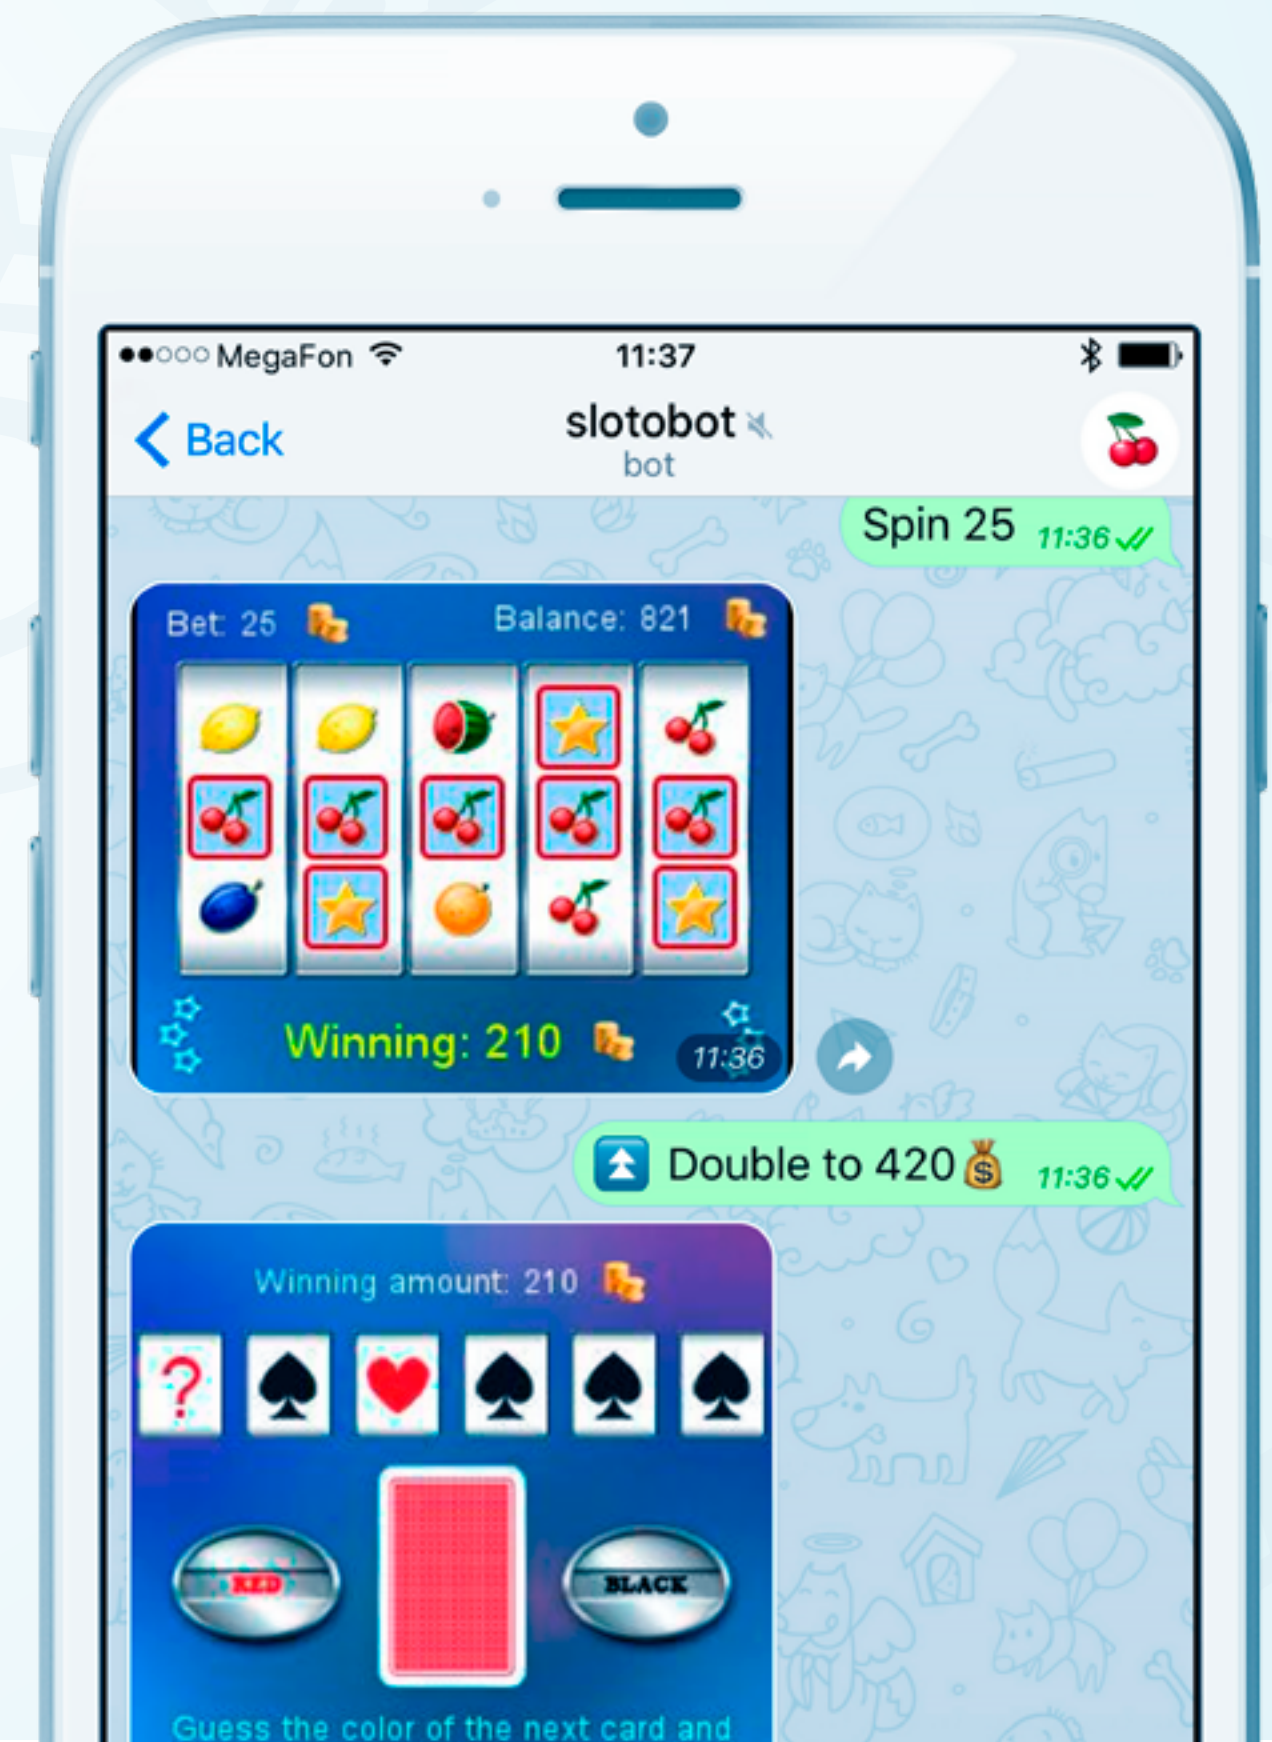 MegaFon 11:37
Back
slotobot
bot
Spin 25 11:36
Bet: 25 Balance: 821
Winning: 210
11:36
Double to 420 11:36
Winning amount: 210
?
RED BLACK
Guess the color of the next card and